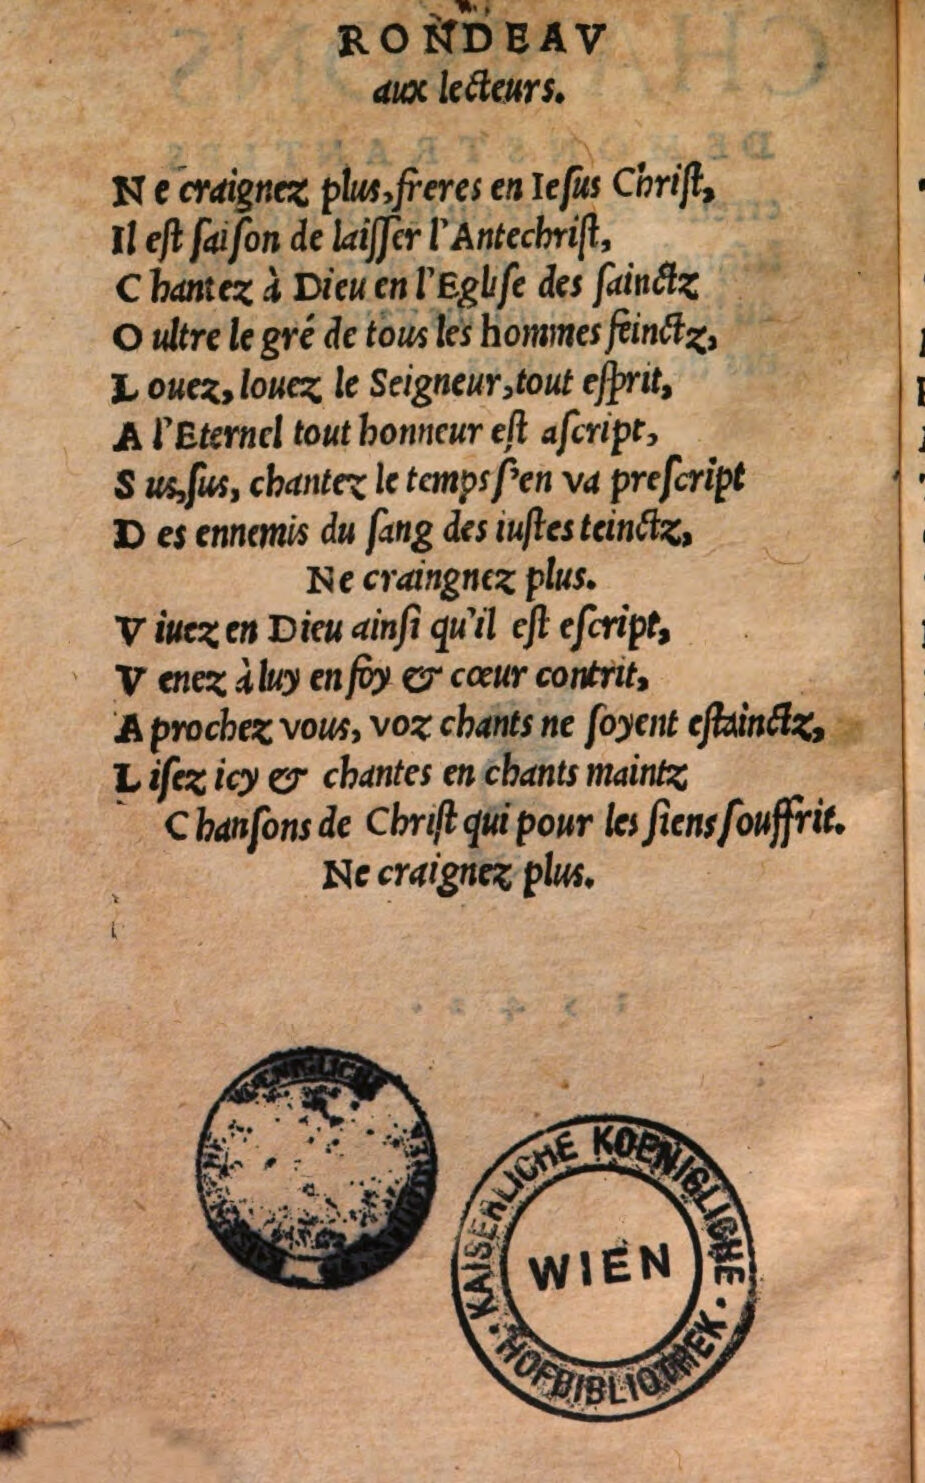 RONDEAV
aux lecteurs.
Ne craignez plus, freres en Ieſus Chriſt,
Il eſt ſaiſon de laiſſer l'Antechriſt,
Chantez à Dieu en l'Egliſe des ſainctz
Oultre le gré de tous les hommes feinctz,
Louez, louez le Seigneur, tout eſprit,
A l'Eternel tout honneur eſt aſcript,
Sus, ſus, chantez le temps ſ'en va preſcript
Des ennemis du ſang des iuſtes teinctz,
Ne craingnez plus.
Viuez en Dieu ainſi qu'il eſt eſcript,
Venez à luy en foy & cœur contrit,
Aprochez vous, voz chants ne ſoyent eſtainctz,
Liſez icy & chantes en chants maintz
Chanſons de Chriſt qui pour les ſiens ſouffrit.
Ne craignez plus.
KAISERLICHE KOENIGLICHE
WIEN
HOFBIBLIOTHEK